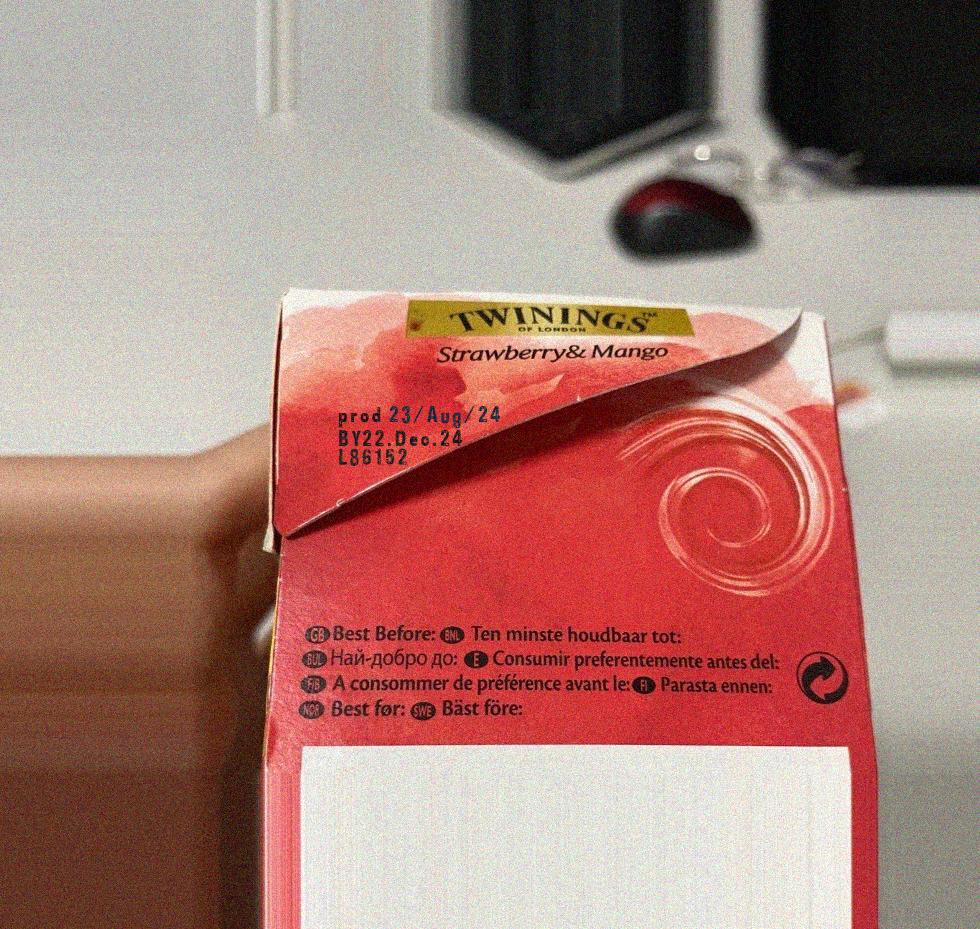 TWININGS™
OF LONDON
Strawberry& Mango
prod 23/Aug/24
BY22.Dec.24
L86152
GB Best Before: BNL Ten minste houdbaar tot:
BUL Най-добро до: E Consumir preferentemente antes del:
F/B A consommer de préférence avant le: FI Parasta ennen:
NOR Best før: SWE Bäst före: